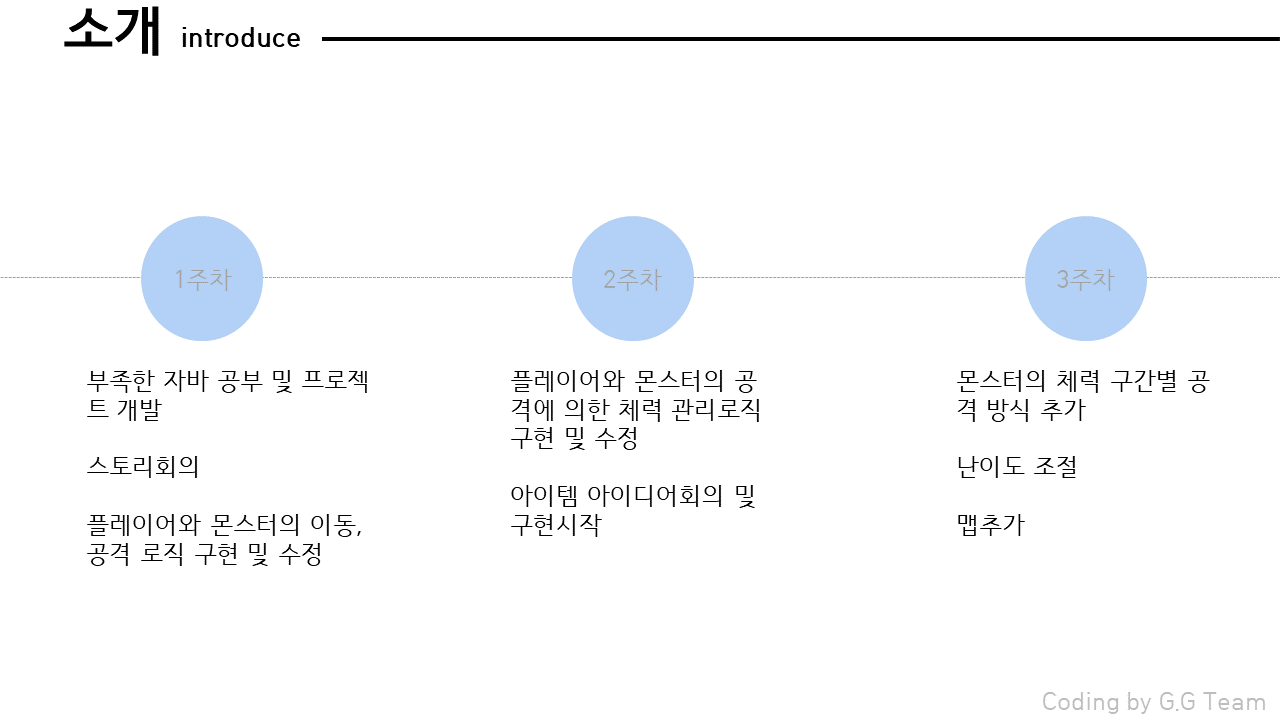 소개 introduce
1주차
부족한 자바 공부 및 프로젝
트 개발
스토리회의
플레이어와 몬스터의 이동,
공격 로직 구현 및 수정
2주차
플레이어와 몬스터의 공
격에 의한 체력 관리로직
구현 및 수정
아이템 아이디어회의 및
구현시작
3주차
몬스터의 체력 구간별 공
격 방식 추가
난이도 조절
맵추가
Coding by G.G Team